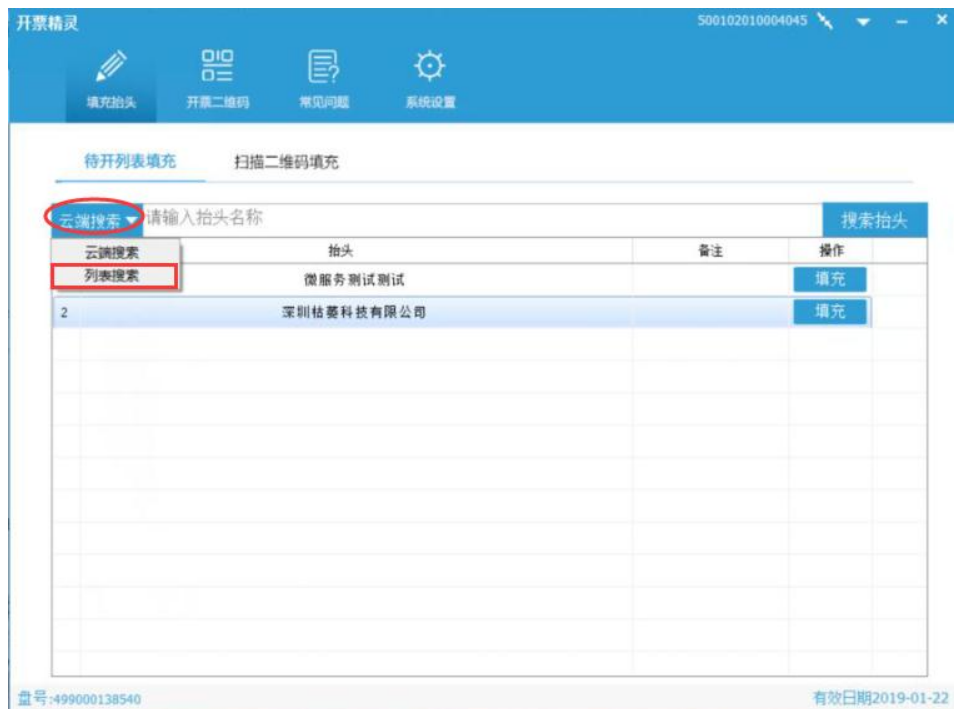 开票精灵 500102010004045
填充抬头 开票二维码 常见问题 系统设置
待开列表填充 扫描二维码填充
云端搜索 请输入抬头名称 搜索抬头
云端搜索 抬头 备注 操作
列表搜索 微服务测试测试 填充
2 深圳枯萎科技有限公司 填充
盘号:499000138540 有效日期2019-01-22